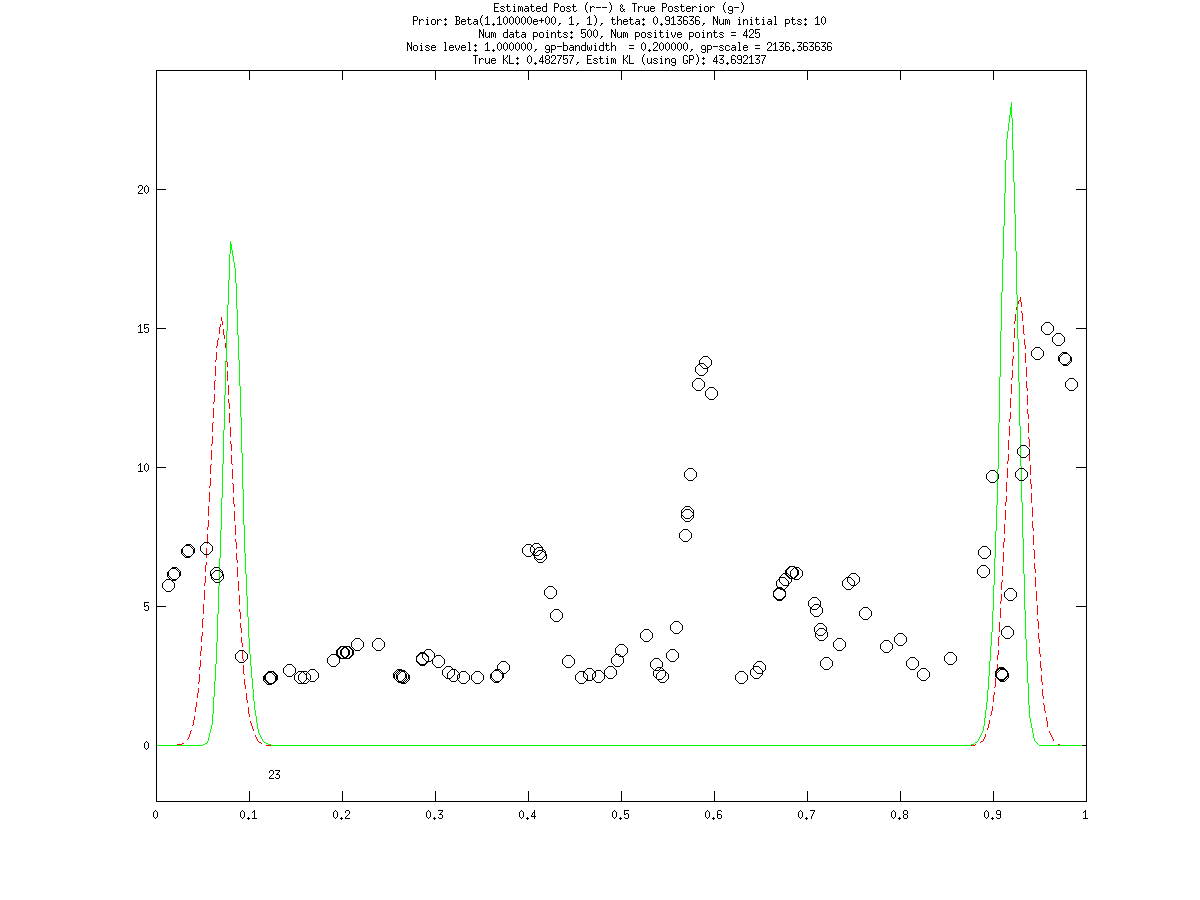 Estimated Post (r--) & True Posterior (g-)
Prior: Beta(1.100000e+00, 1, 1), theta: 0.913636, Num initial pts: 10
Num data points: 500, Num positive points = 425
Noise level: 1.000000, gp-bandwidth  = 0.200000, gp-scale = 2136.363636
True KL: 0.482757, Estim KL (using GP): 43.692137
20
15
10
5
0
23
0 0.1 0.2 0.3 0.4 0.5 0.6 0.7 0.8 0.9 1